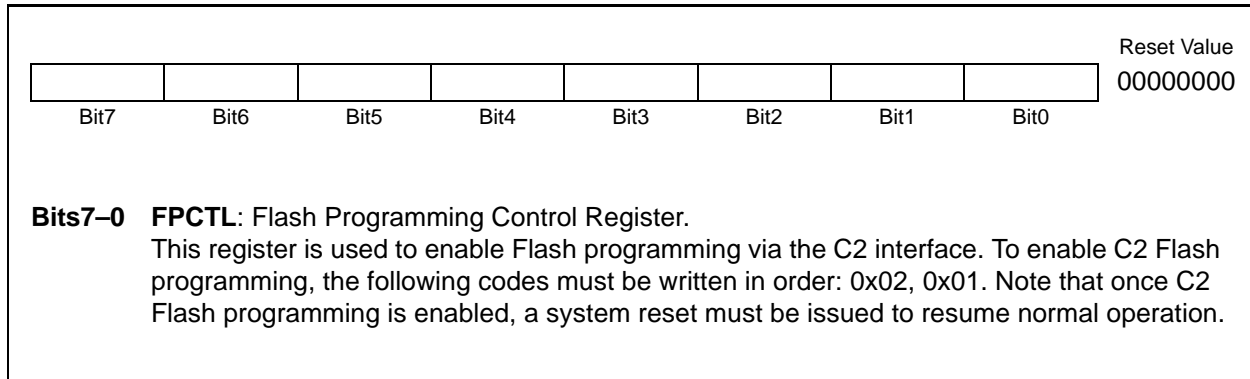 Reset Value
00000000
Bit7 Bit6 Bit5 Bit4 Bit3 Bit2 Bit1 Bit0
Bits7–0 FPCTL: Flash Programming Control Register.
This register is used to enable Flash programming via the C2 interface. To enable C2 Flash
programming, the following codes must be written in order: 0x02, 0x01. Note that once C2
Flash programming is enabled, a system reset must be issued to resume normal operation.